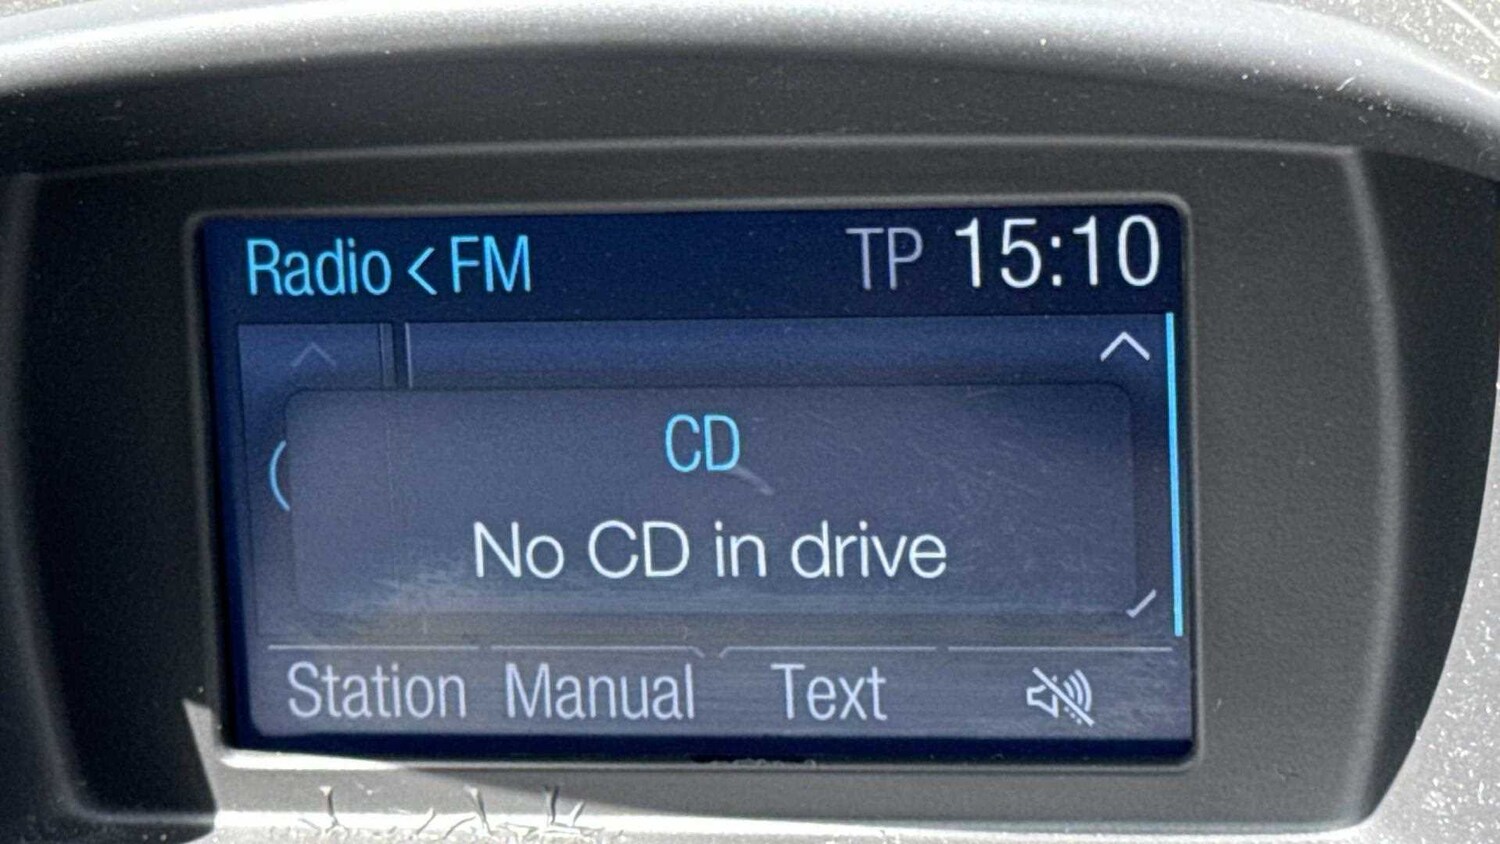 Radio < FM TP 15:10
CD
No CD in drive
Station Manual Text